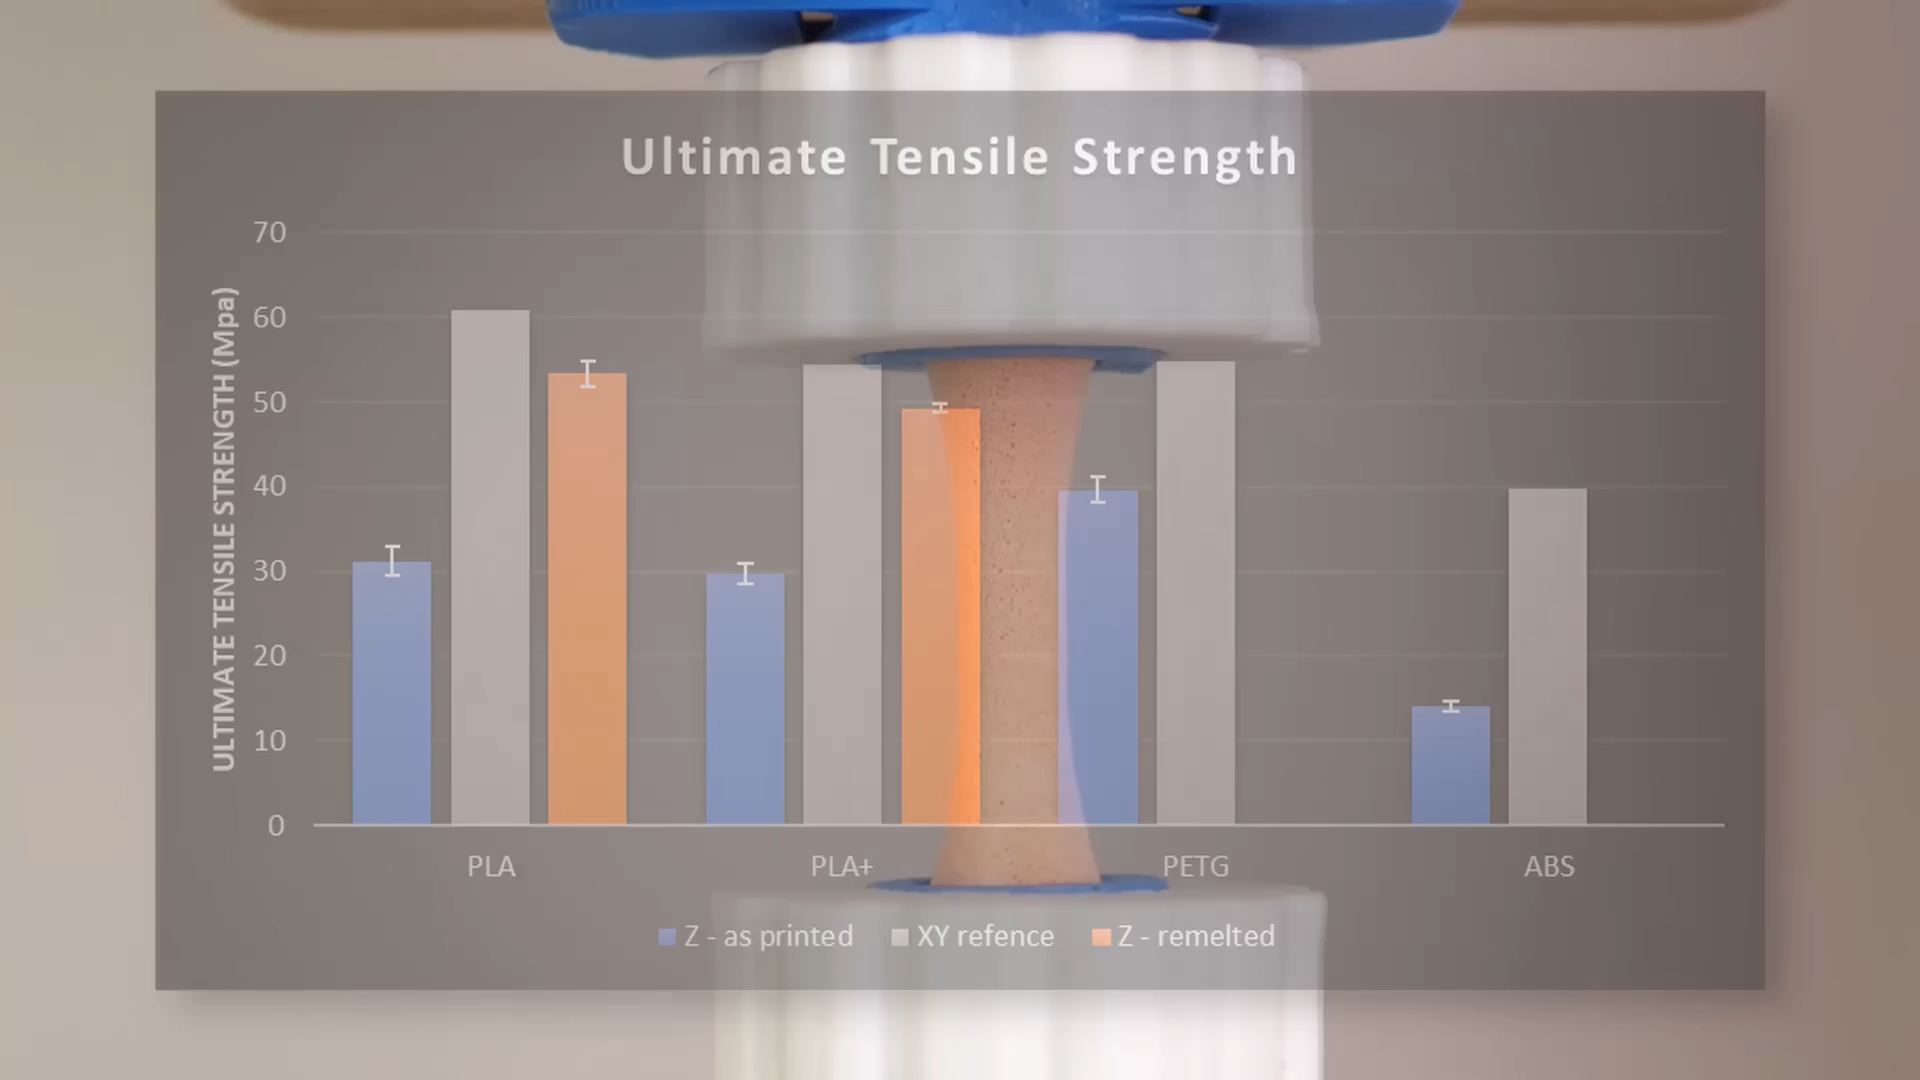 Ultimate Tensile Strength
ULTIMATE TENSILE STRENGTH (Mpa)
70
60
50
40
30
20
10
0
PLA
PLA+
PETG
ABS
Z - as printed
XY refence
Z - remelted